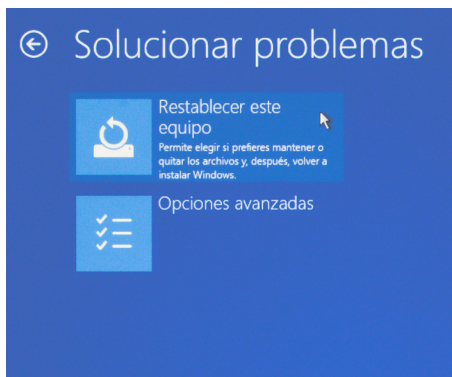 Solucionar problemas
Restablecer este
equipo
Permite elegir si prefieres mantener o
quitar los archivos y, después, volver a
instalar Windows.
Opciones avanzadas